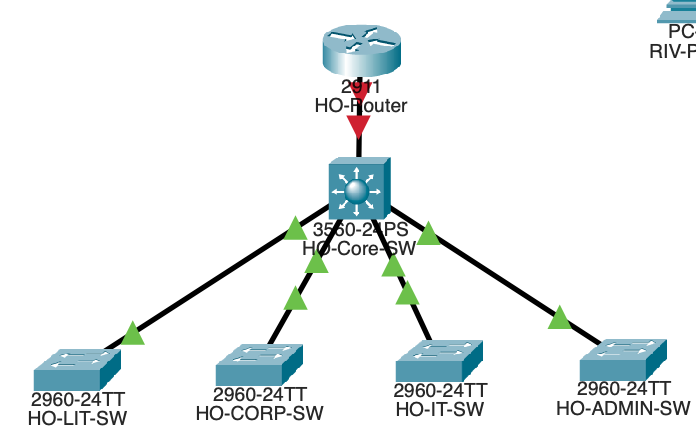 2911
HO-Router
PC-
RIV-P
3560-24PS
HO-Core-SW
2960-24TT
HO-LIT-SW
2960-24TT
HO-CORP-SW
2960-24TT
HO-IT-SW
2960-24TT
HO-ADMIN-SW